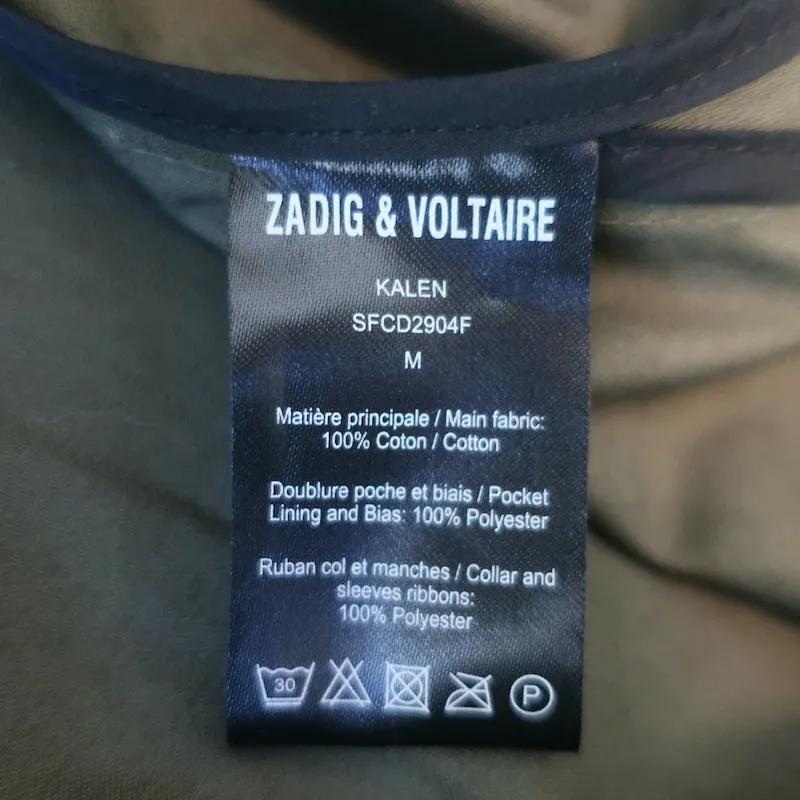 ZADIG & VOLTAIRE
KALEN
SFCD2904F
M
Matière principale / Main fabric:
100% Coton / Cotton
Doublure poche et biais / Pocket
Lining and Bias: 100% Polyester
Ruban col et manches / Collar and
sleeves ribbons:
100% Polyester
30
P